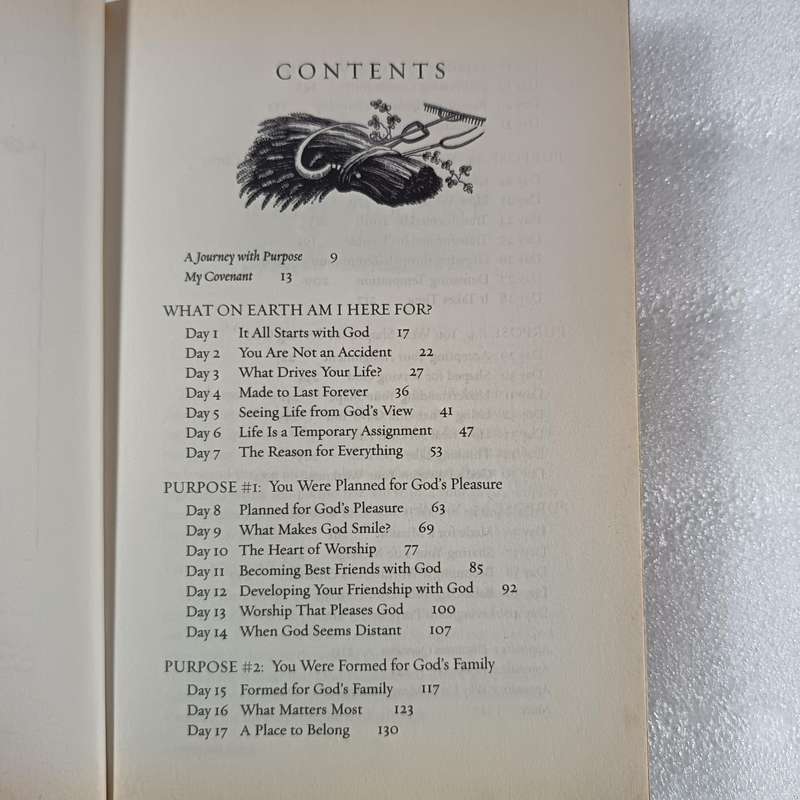 CONTENTS
A Journey with Purpose 9
My Covenant 13
WHAT ON EARTH AM I HERE FOR?
Day 1 It All Starts with God 17
Day 2 You Are Not an Accident 22
Day 3 What Drives Your Life? 27
Day 4 Made to Last Forever 36
Day 5 Seeing Life from God's View 41
Day 6 Life Is a Temporary Assignment 47
Day 7 The Reason for Everything 53
PURPOSE #1: You Were Planned for God's Pleasure
Day 8 Planned for God's Pleasure 63
Day 9 What Makes God Smile? 69
Day 10 The Heart of Worship 77
Day 11 Becoming Best Friends with God 85
Day 12 Developing Your Friendship with God 92
Day 13 Worship That Pleases God 100
Day 14 When God Seems Distant 107
PURPOSE #2: You Were Formed for God's Family
Day 15 Formed for God's Family 117
Day 16 What Matters Most 123
Day 17 A Place to Belong 130